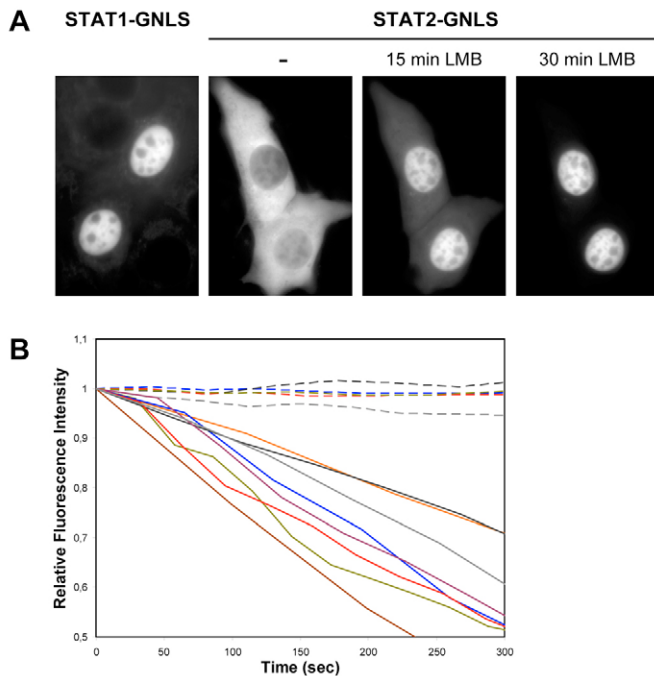 A
STAT1-GNLS
STAT2-GNLS
-
15 min LMB
30 min LMB
B
Relative Fluorescence Intensity
1,1
1
0,9
0,8
0,7
0,6
0,5
0 50 100 150 200 250 300
Time (sec)